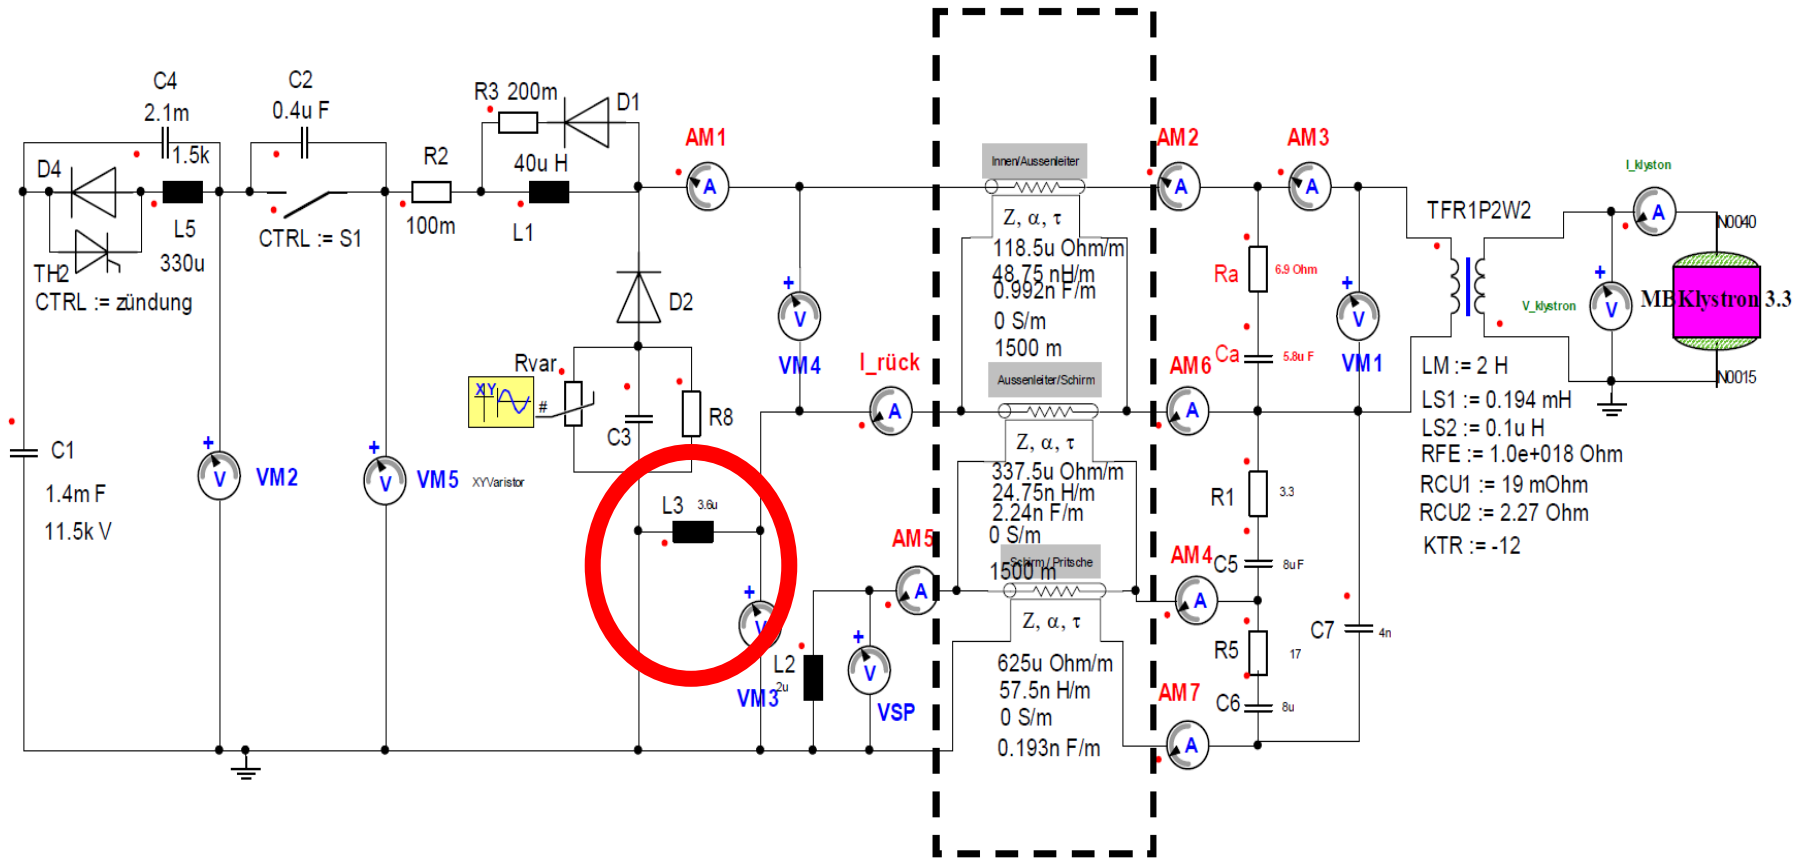 C4
2.1m
C2
0.4u F
R3 200m
D1
D4
1.5k
R2
40u H
AM1
L5
330u
CTRL := S1
100m
L1
TH2
CTRL := zündung
D2
Rvar
XY
#
C3
R8
VM4
V
I_rück
A
C1
1.4m F
11.5k V
VM2
V
VM5
V
XYVaristor
L3
3.6u
VM3
V
L2
2u
VSP
V
AM5
A
Innen/Aussenleiter
Z, α, τ
118.5u Ohm/m
48.75 nH/m
0.992n F/m
0 S/m
1500 m
Aussenleiter/Schirm
Z, α, τ
337.5u Ohm/m
24.75n H/m
2.24n F/m
0 S/m
1500 m
Schirm / Pritsche
Z, α, τ
625u Ohm/m
57.5n H/m
0 S/m
0.193n F/m
AM2
A
AM3
A
Ra
6.9 Ohm
Ca
5.8u F
VM1
V
AM6
A
R1
3.3
AM4
A
C5
8u F
R5
17
C6
8u
C7
4n
AM7
A
TFR1P2W2
I_klyston
A
N0040
V_klystron
V
MBKlystron 3.3
N0015
LM := 2 H
LS1 := 0.194 mH
LS2 := 0.1u H
RFE := 1.0e+018 Ohm
RCU1 := 19 mOhm
RCU2 := 2.27 Ohm
KTR := -12